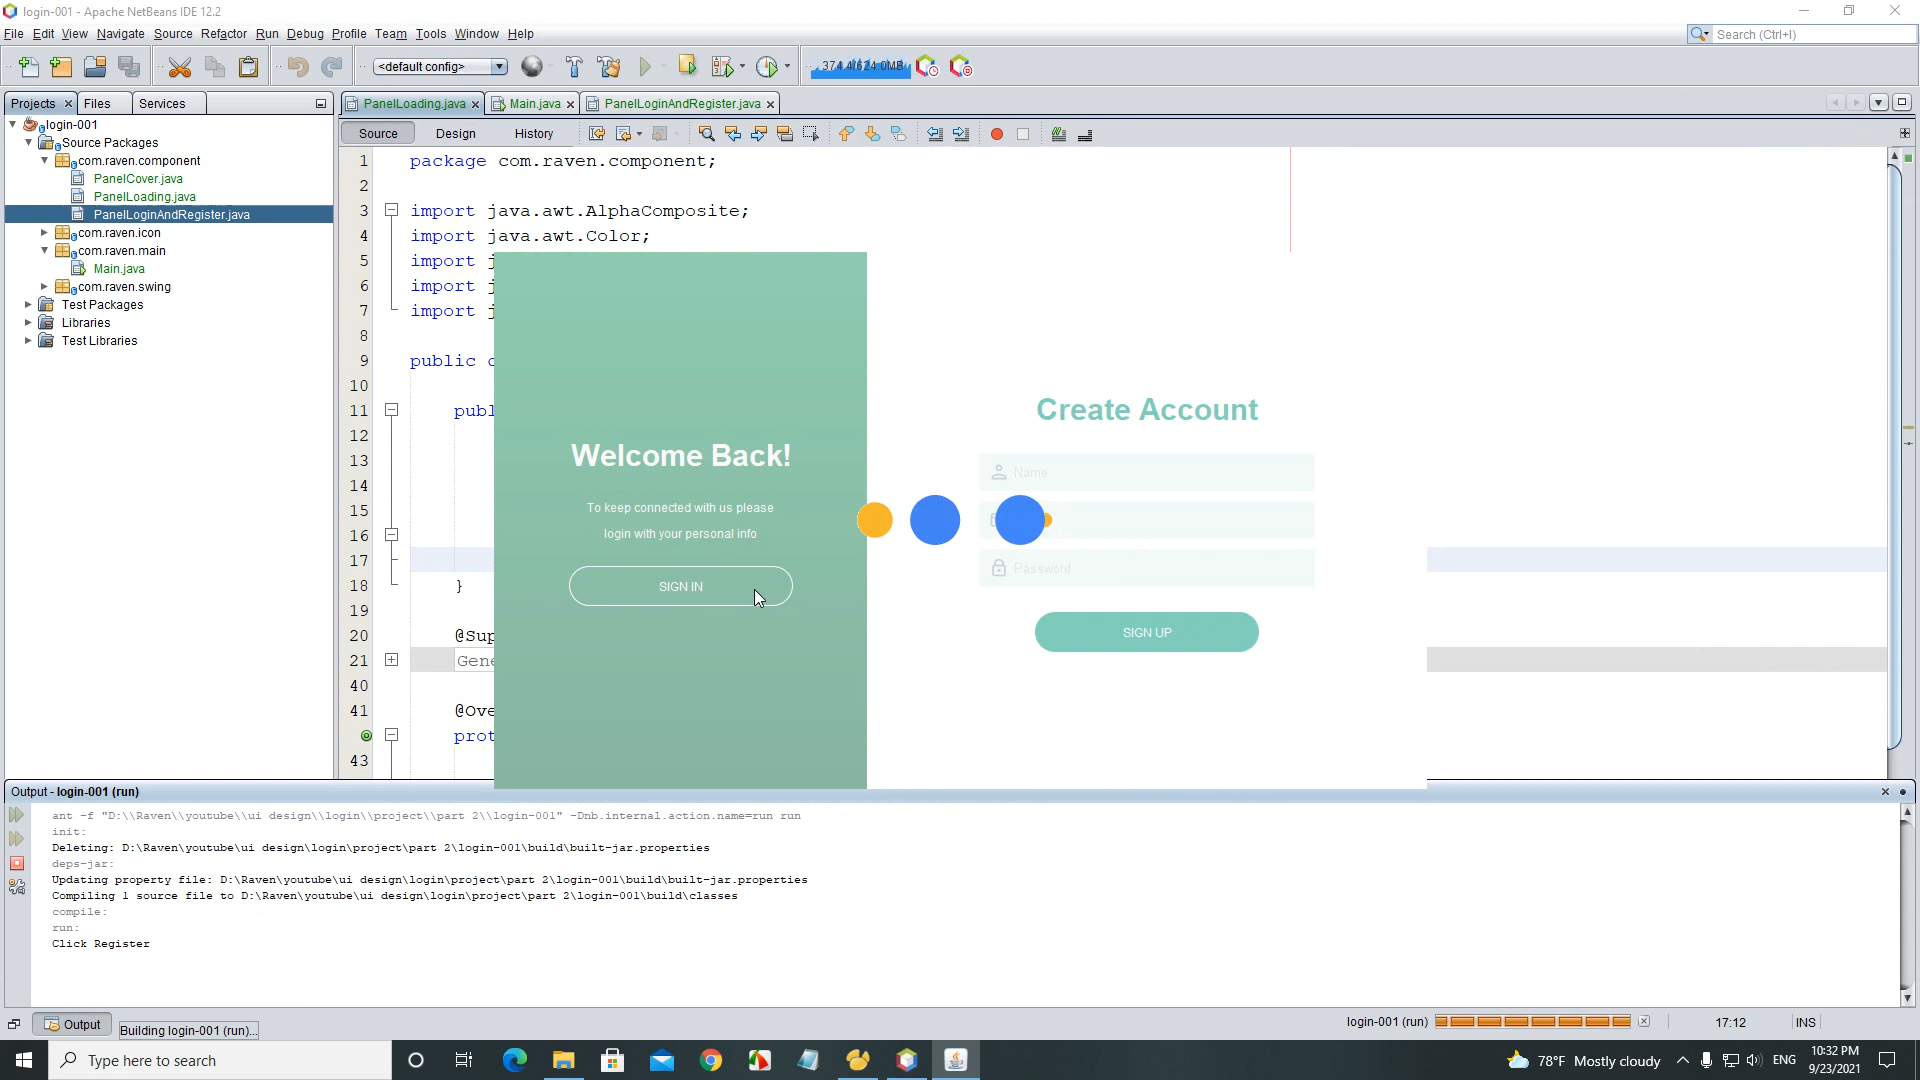 login-001 - Apache NetBeans IDE 12.2
File Edit View Navigate Source Refactor Run Debug Profile Team Tools Window Help
Search (Ctrl+I)
<default config>
374.4/624.0MB
Projects Files Services
PanelLoading.java Main.java PanelLoginAndRegister.java
Source Design History
login-001
Source Packages
com.raven.component
PanelCover.java
PanelLoading.java
PanelLoginAndRegister.java
com.raven.icon
com.raven.main
Main.java
com.raven.swing
Test Packages
Libraries
Test Libraries
1 package com.raven.component;
2
3 import java.awt.AlphaComposite;
4 import java.awt.Color;
5 import j
6 import j
7 import j
8
9 public c
10
11 publ
12
13
14
15
16
17
18 }
19
20 @Sup
21 Gene
40
41 @Ove
prot
43
Welcome Back!
To keep connected with us please
login with your personal info
SIGN IN
Create Account
Name
Password
SIGN UP
Output - login-001 (run)
ant -f "D:\\Raven\\youtube\\ui design\\login\\project\\part 2\\login-001" -Dnb.internal.action.name=run run
init:
Deleting: D:\Raven\youtube\ui design\login\project\part 2\login-001\build\built-jar.properties
deps-jar:
Updating property file: D:\Raven\youtube\ui design\login\project\part 2\login-001\build\built-jar.properties
Compiling 1 source file to D:\Raven\youtube\ui design\login\project\part 2\login-001\build\classes
compile:
run:
Click Register
Output
Building login-001 (run)...
login-001 (run)
17:12 INS
Type here to search
78°F Mostly cloudy
ENG
10:32 PM
9/23/2021